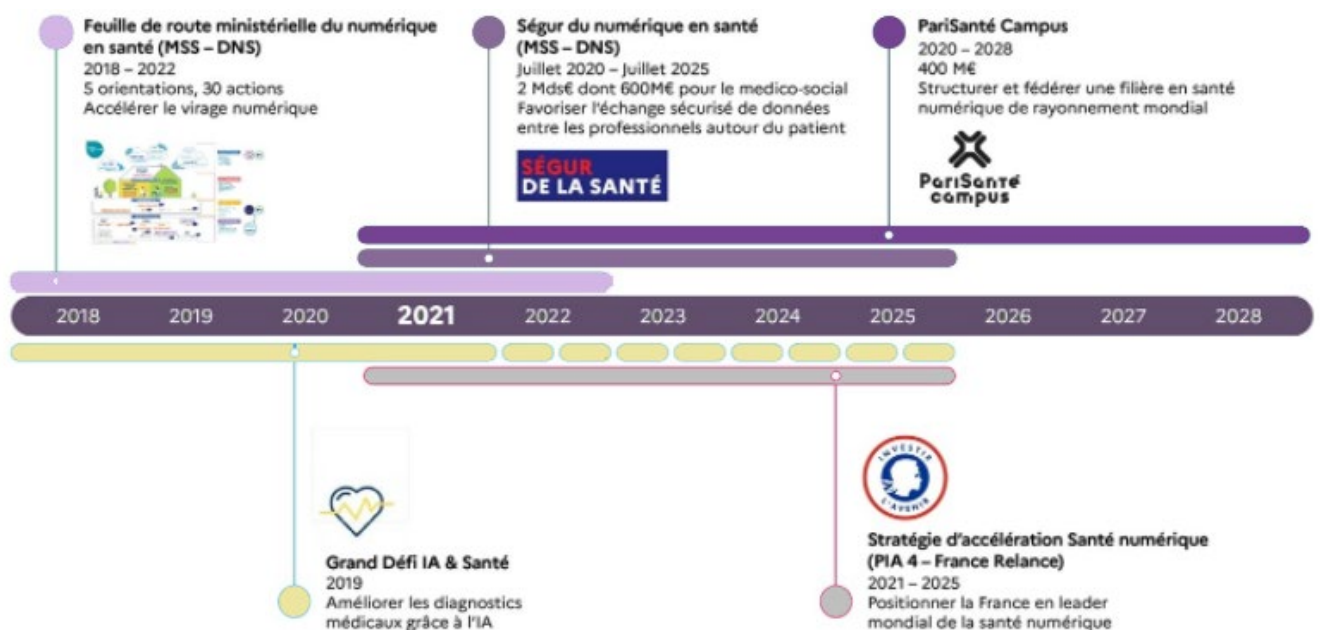 Feuille de route ministérielle du numérique
en santé (MSS – DNS)
2018 – 2022
5 orientations, 30 actions
Accélérer le virage numérique
Ségur du numérique en santé
(MSS – DNS)
Juillet 2020 – Juillet 2025
2 Mds€ dont 600M€ pour le medico-social
Favoriser l'échange sécurisé de données
entre les professionnels autour du patient
SÉGUR
DE LA SANTÉ
PariSanté Campus
2020 – 2028
400 M€
Structurer et fédérer une filière en santé
numérique de rayonnement mondial
PariSanté
campus
2018 2019 2020 2021 2022 2023 2024 2025 2026 2027 2028
Grand Défi IA & Santé
2019
Améliorer les diagnostics
médicaux grâce à l'IA
INVESTIR
L'AVENIR
Stratégie d'accélération Santé numérique
(PIA 4 – France Relance)
2021 – 2025
Positionner la France en leader
mondial de la santé numérique